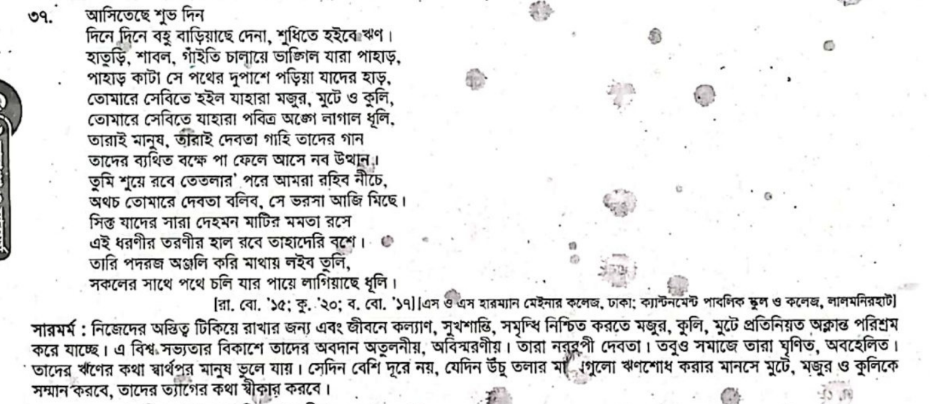 ৩৭. আসিতেছে শুভ দিন
দিনে দিনে বহু বাড়িয়াছে দেনা, শুধিতে হইবে ঋণ।
হাতুড়ি, শাবল, গাঁইতি চালায়ে ভাঙ্গিল যারা পাহাড়,
পাহাড় কাটা সে পথের দুপাশে পড়িয়া যাদের হাড়,
তোমারে সেবিতে হইল যাহারা মজুর, মুটে ও কুলি,
তোমারে সেবিতে যাহারা পবিত্র অঙ্গে লাগাল ধূলি,
তারাই মানুষ, তাঁরাই দেবতা গাহি তাদের গান
তাদের ব্যথিত বক্ষে পা ফেলে আসে নব উত্থান।
তুমি শুয়ে রবে তেতলার' পরে আমরা রহিব নীচে,
অথচ তোমারে দেবতা বলিব, সে ভরসা আজি মিছে।
সিক্ত যাদের সারা দেহমন মাটির মমতা রসে
এই ধরণীর তরণীর হাল রবে তাহাদেরি বশে।
তারি পদরজ অঞ্জলি করি মাথায় লইব তুলি,
সকলের সাথে পথে চলি যার পায়ে লাগিয়াছে ধূলি।
[রা. বো. '১৫; কু. '২০; ব. বো. '১৭][এস ও এস হারম্যান মেইনার কলেজ, ঢাকা; ক্যান্টনমেন্ট পাবলিক স্কুল ও কলেজ, লালমনিরহাট]
সারমর্ম : নিজেদের অস্তিত্ব টিকিয়ে রাখার জন্য এবং জীবনে কল্যাণ, সুখশান্তি, সমৃদ্ধি নিশ্চিত করতে মজুর, কুলি, মুটে প্রতিনিয়ত অক্লান্ত পরিশ্রম
করে যাচ্ছে। এ বিশ্ব সভ্যতার বিকাশে তাদের অবদান অতুলনীয়, অবিস্মরণীয়। তারা নররূপী দেবতা। তবুও সমাজে তারা ঘৃণিত, অবহেলিত।
তাদের ঋণের কথা স্বার্থপর মানুষ ভুলে যায়। সেদিন বেশি দূরে নয়, যেদিন উঁচু তলার ঋণশোধ করার মানসে মুটে, মজুর ও কুলিকে
সম্মান করবে, তাদের ত্যাগের কথা স্বীকার করবে।